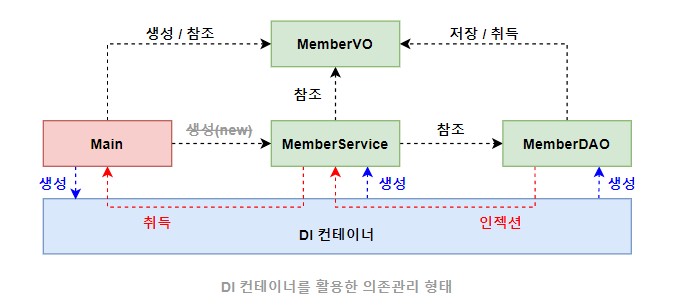 생성 / 참조
MemberVO
저장 / 취득
참조
Main
생성(new)
MemberService
참조
MemberDAO
생성
생성
생성
취득
인젝션
DI 컨테이너
DI 컨테이너를 활용한 의존관리 형태